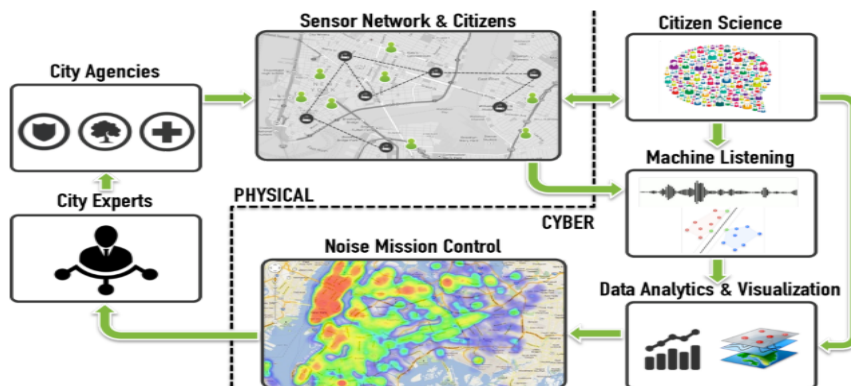 Sensor Network & Citizens
Citizen Science
City Agencies
Machine Listening
City Experts
PHYSICAL
CYBER
Noise Mission Control
Data Analytics & Visualization